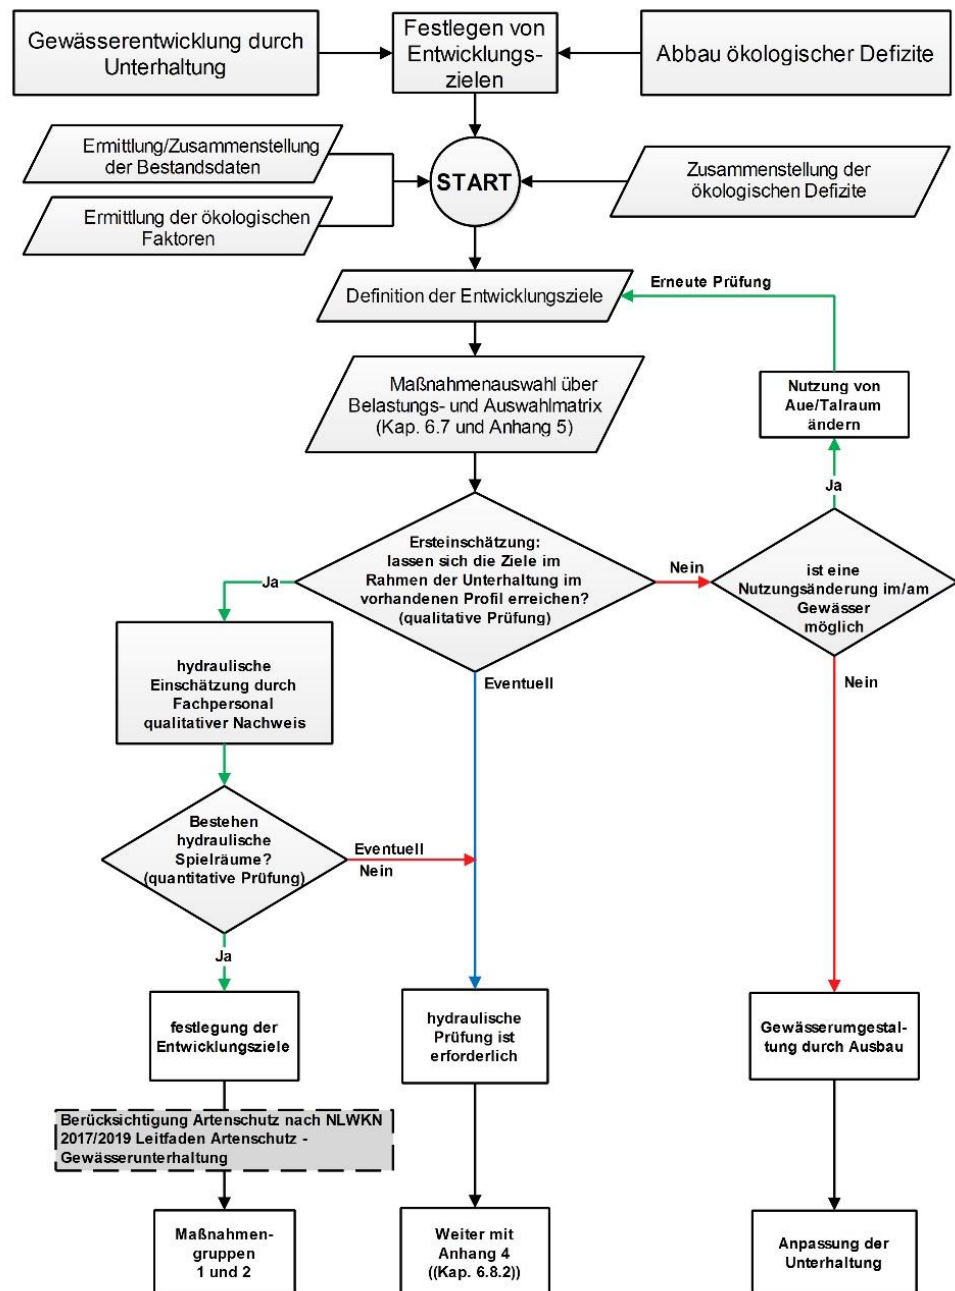 Gewässerentwicklung durch
Unterhaltung
Festlegen von
Entwicklungs-
zielen
Abbau ökologischer Defizite
Ermittlung/Zusammenstellung
der Bestandsdaten
START
Zusammenstellung der
ökologischen Defizite
Ermittlung der ökologischen
Faktoren
Definition der Entwicklungsziele
Erneute Prüfung
Maßnahmenauswahl über
Belastungs- und Auswahlmatrix
(Kap. 6.7 und Anhang 5)
Nutzung von
Aue/Talraum
ändern
Ja
Ersteinschätzung:
lassen sich die Ziele im
Rahmen der Unterhaltung im
vorhandenen Profil erreichen?
(qualitative Prüfung)
Ja
Nein
ist eine
Nutzungsänderung im/am
Gewässer
möglich
hydraulische
Einschätzung durch
Fachpersonal
qualitativer Nachweis
Eventuell
Nein
Bestehen
hydraulische
Spielräume?
(quantitative Prüfung)
Eventuell
Nein
Ja
festlegung der
Entwicklungsziele
hydraulische
Prüfung ist
erforderlich
Gewässerumgestal-
tung durch Ausbau
Berücksichtigung Artenschutz nach NLWKN
2017/2019 Leitfaden Artenschutz -
Gewässerunterhaltung
Maßnahmen-
gruppen
1 und 2
Weiter mit
Anhang 4
((Kap. 6.8.2))
Anpassung der
Unterhaltung